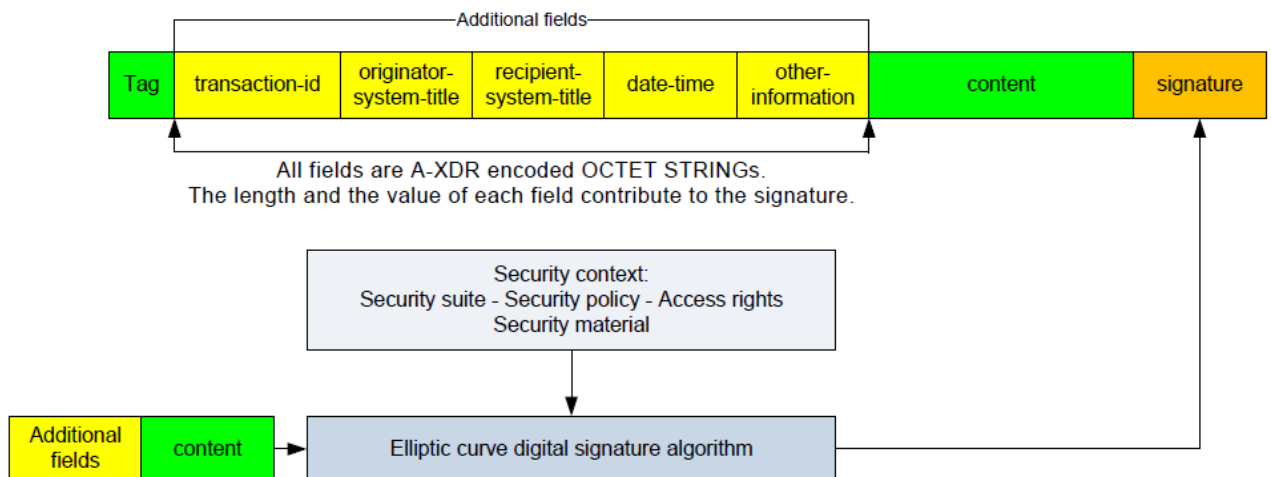 Additional fields
Tag
transaction-id
originator-
system-title
recipient-
system-title
date-time
other-
information
content
signature
All fields are A-XDR encoded OCTET STRINGs.
The length and the value of each field contribute to the signature.
Security context:
Security suite - Security policy - Access rights
Security material
Additional
fields
content
Elliptic curve digital signature algorithm